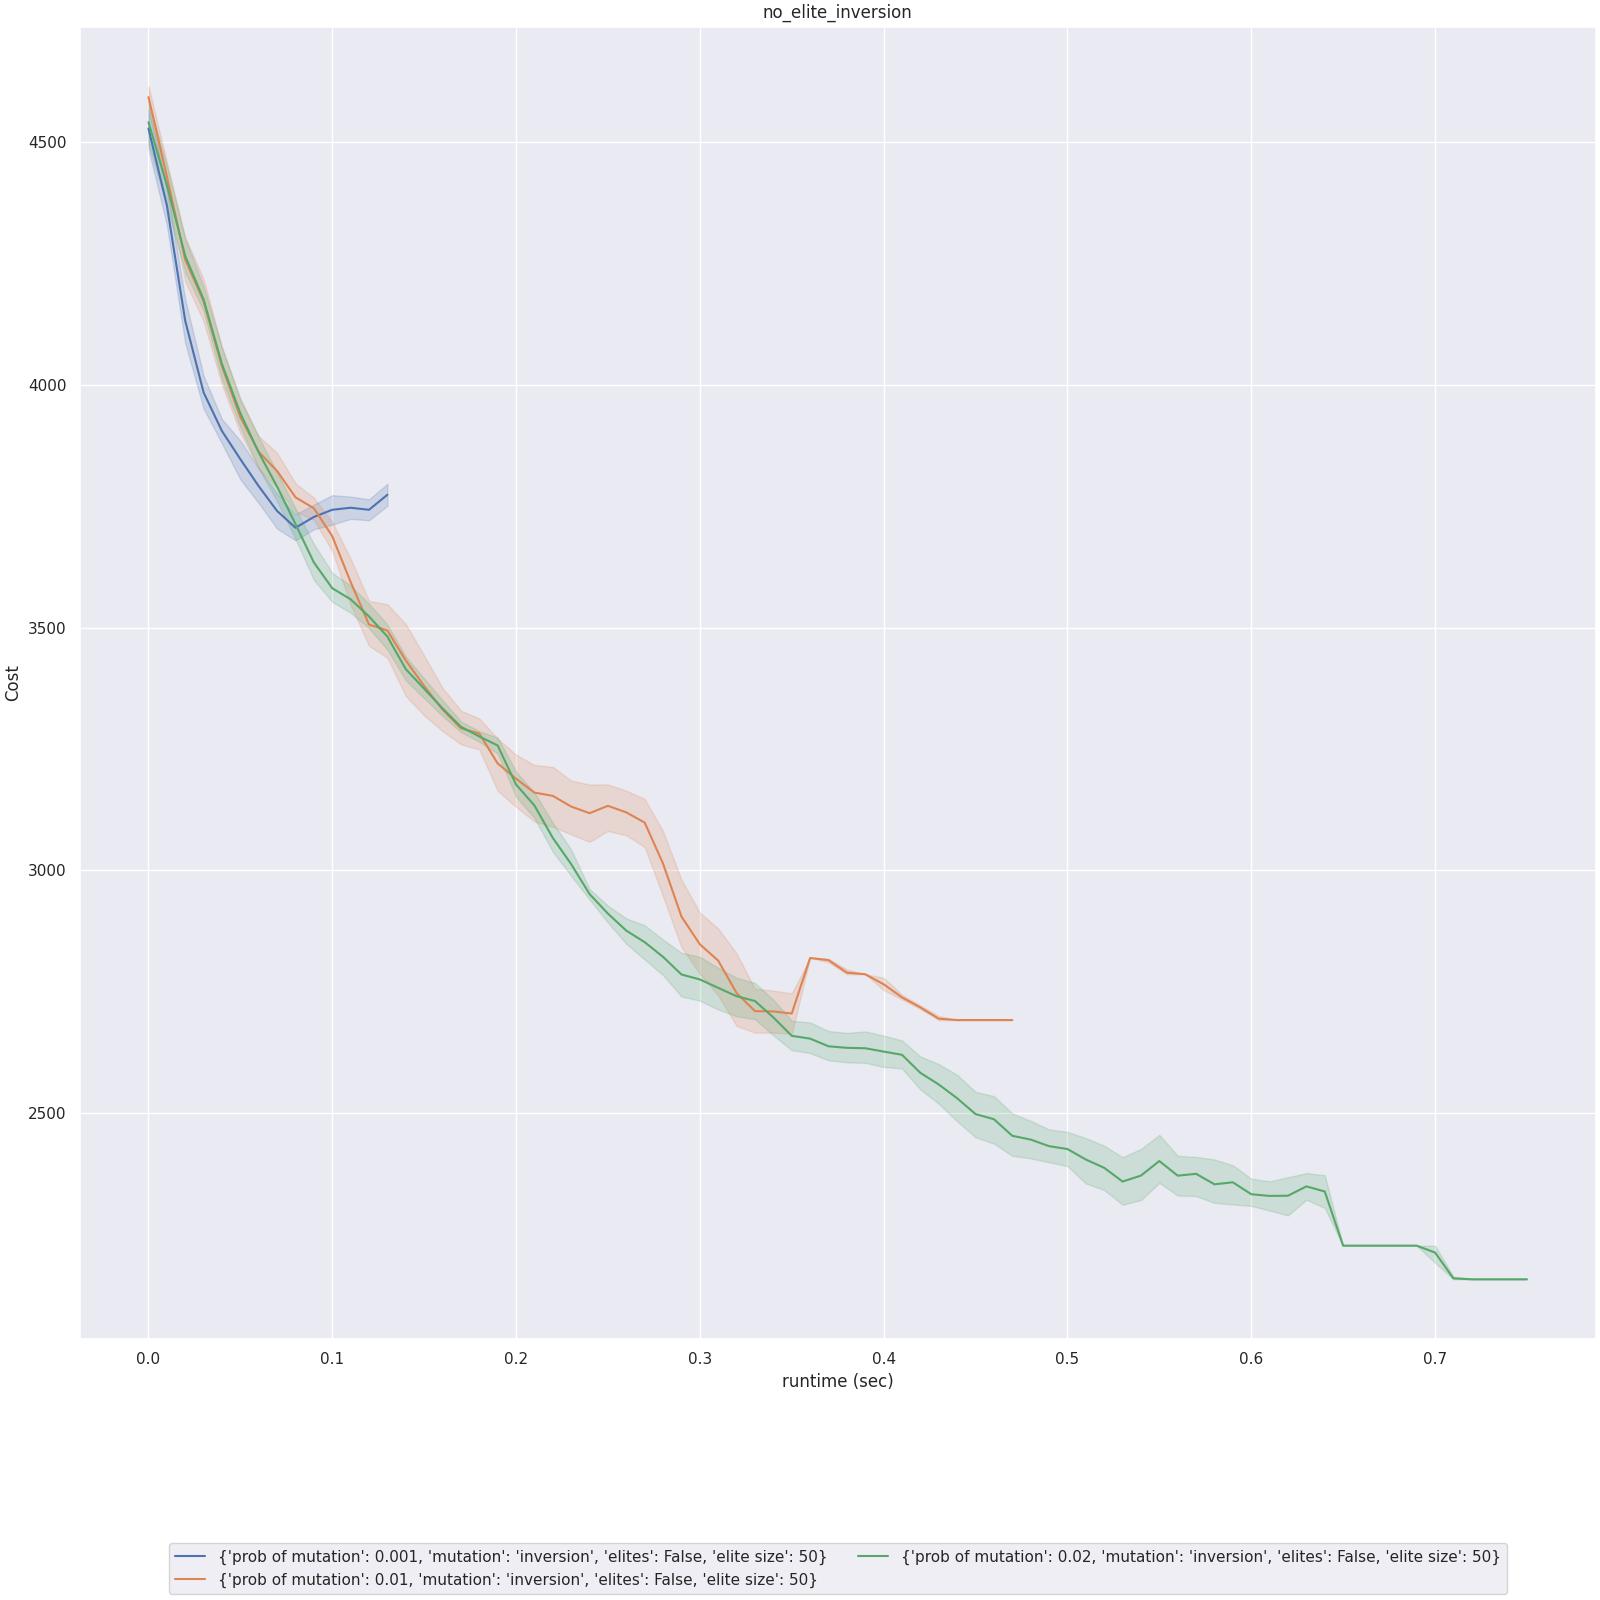 no_elite_inversion
4500
4000
3500
3000
2500
Cost
0.0 0.1 0.2 0.3 0.4 0.5 0.6 0.7
runtime (sec)
{'prob of mutation': 0.001, 'mutation': 'inversion', 'elites': False, 'elite size': 50}
{'prob of mutation': 0.01, 'mutation': 'inversion', 'elites': False, 'elite size': 50}
{'prob of mutation': 0.02, 'mutation': 'inversion', 'elites': False, 'elite size': 50}